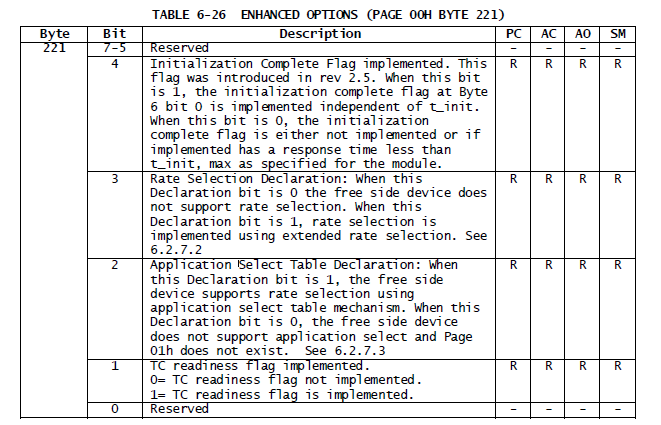 TABLE 6-26 ENHANCED OPTIONS (PAGE 00H BYTE 221)
Byte Bit Description PC AC AO SM
221 7-5 Reserved - - - -
4 Initialization Complete Flag implemented. This R R R R
flag was introduced in rev 2.5. When this bit
is 1, the initialization complete flag at Byte
6 bit 0 is implemented independent of t_init.
When this bit is 0, the initialization
complete flag is either not implemented or if
implemented has a response time less than
t_init, max as specified for the module.
3 Rate Selection Declaration: When this R R R R
Declaration bit is 0 the free side device does
not support rate selection. When this
Declaration bit is 1, rate selection is
implemented using extended rate selection. See
6.2.7.2
2 Application Select Table Declaration: When R R R R
this Declaration bit is 1, the free side
device supports rate selection using
application select table mechanism. When this
Declaration bit is 0, the free side device
does not support application select and Page
01h does not exist. See 6.2.7.3
1 TC readiness flag implemented. R R R R
0= TC readiness flag not implemented.
1= TC readiness flag is implemented.
0 Reserved - - - -